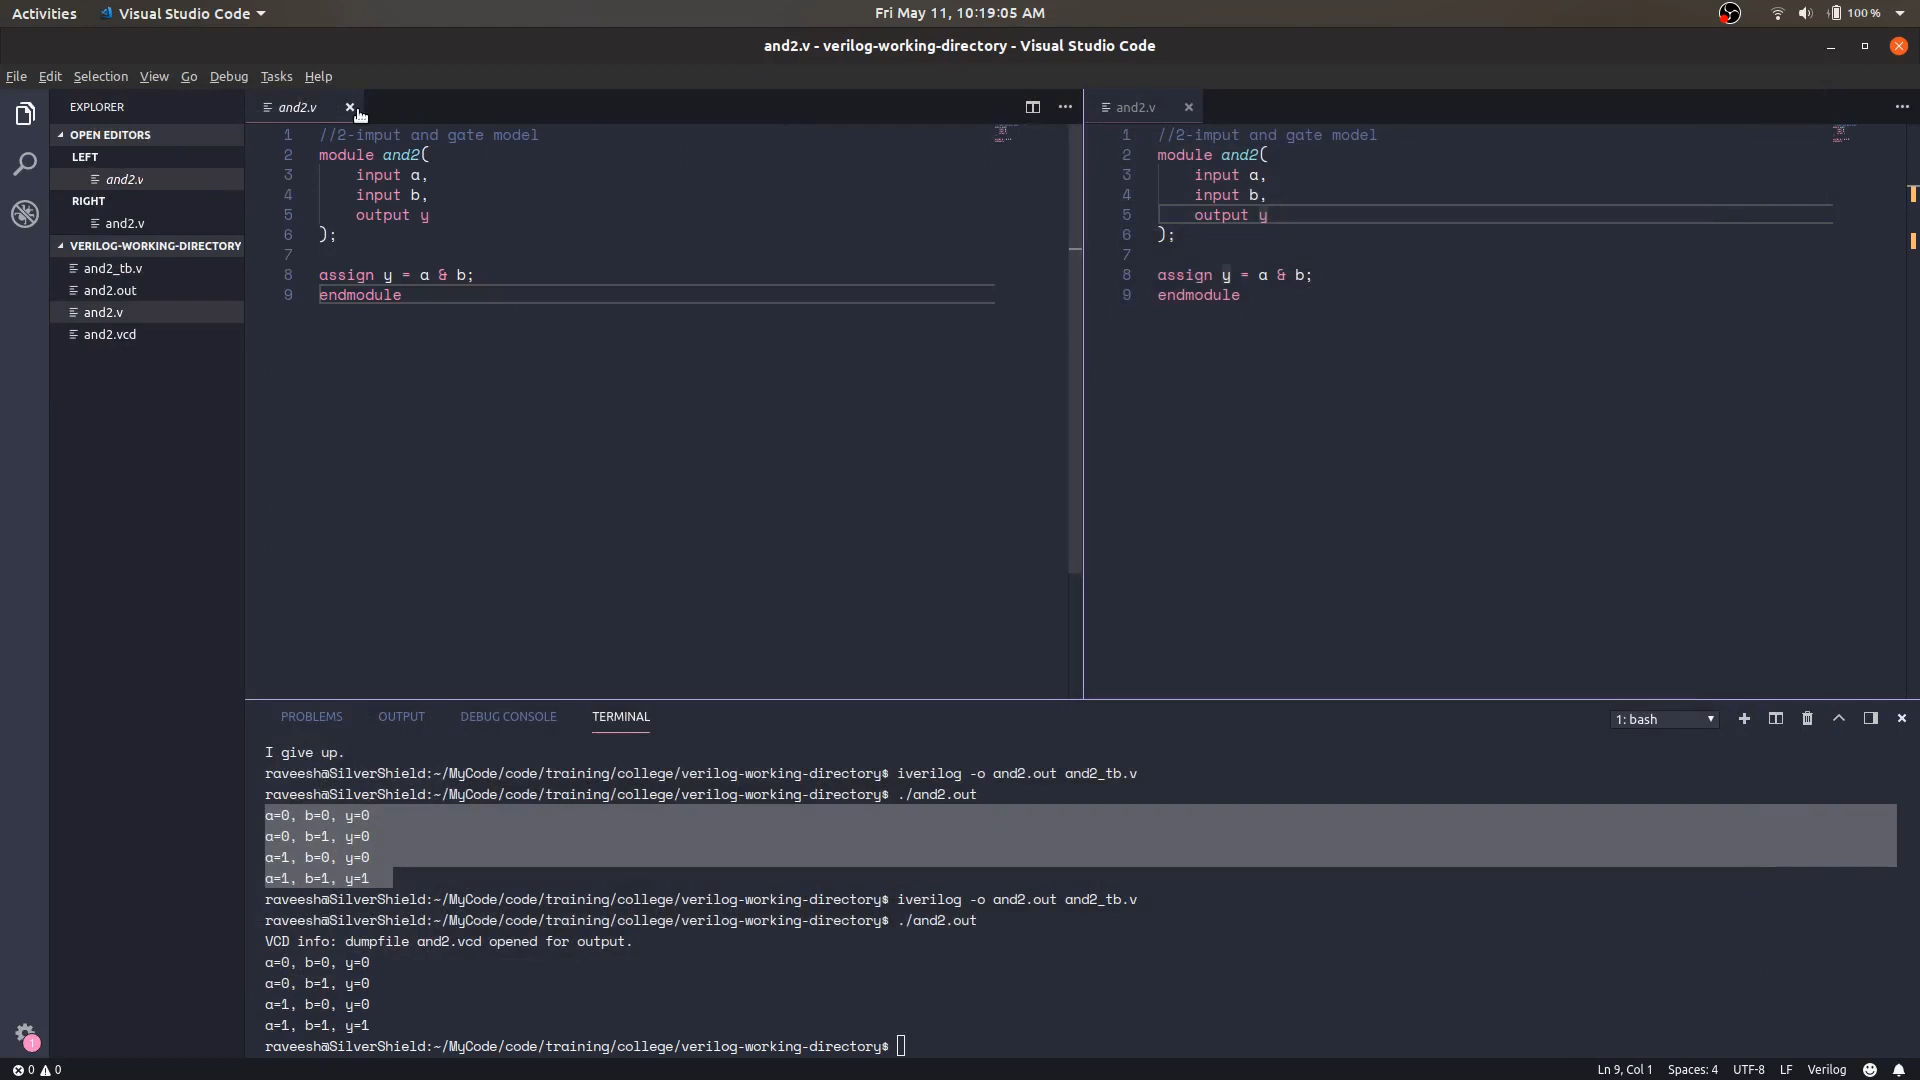 Activities Visual Studio Code Fri May 11, 10:19:05 AM 100 %
and2.v - verilog-working-directory - Visual Studio Code
File Edit Selection View Go Debug Tasks Help
EXPLORER
OPEN EDITORS
LEFT
and2.v
RIGHT
and2.v
VERILOG-WORKING-DIRECTORY
and2_tb.v
and2.out
and2.v
and2.vcd
1
and2.v
1 //2-imput and gate model
2 module and2(
3 input a,
4 input b,
5 output y
6 );
7
8 assign y = a & b;
9 endmodule
and2.v
1 //2-imput and gate model
2 module and2(
3 input a,
4 input b,
5 output y
6 );
7
8 assign y = a & b;
9 endmodule
PROBLEMS OUTPUT DEBUG CONSOLE TERMINAL 1: bash
I give up.
raveesh@SilverShield:~/MyCode/code/training/college/verilog-working-directory$ iverilog -o and2.out and2_tb.v
raveesh@SilverShield:~/MyCode/code/training/college/verilog-working-directory$ ./and2.out
a=0, b=0, y=0
a=0, b=1, y=0
a=1, b=0, y=0
a=1, b=1, y=1
raveesh@SilverShield:~/MyCode/code/training/college/verilog-working-directory$ iverilog -o and2.out and2_tb.v
raveesh@SilverShield:~/MyCode/code/training/college/verilog-working-directory$ ./and2.out
VCD info: dumpfile and2.vcd opened for output.
a=0, b=0, y=0
a=0, b=1, y=0
a=1, b=0, y=0
a=1, b=1, y=1
raveesh@SilverShield:~/MyCode/code/training/college/verilog-working-directory$
0 0 Ln 9, Col 1 Spaces: 4 UTF-8 LF Verilog